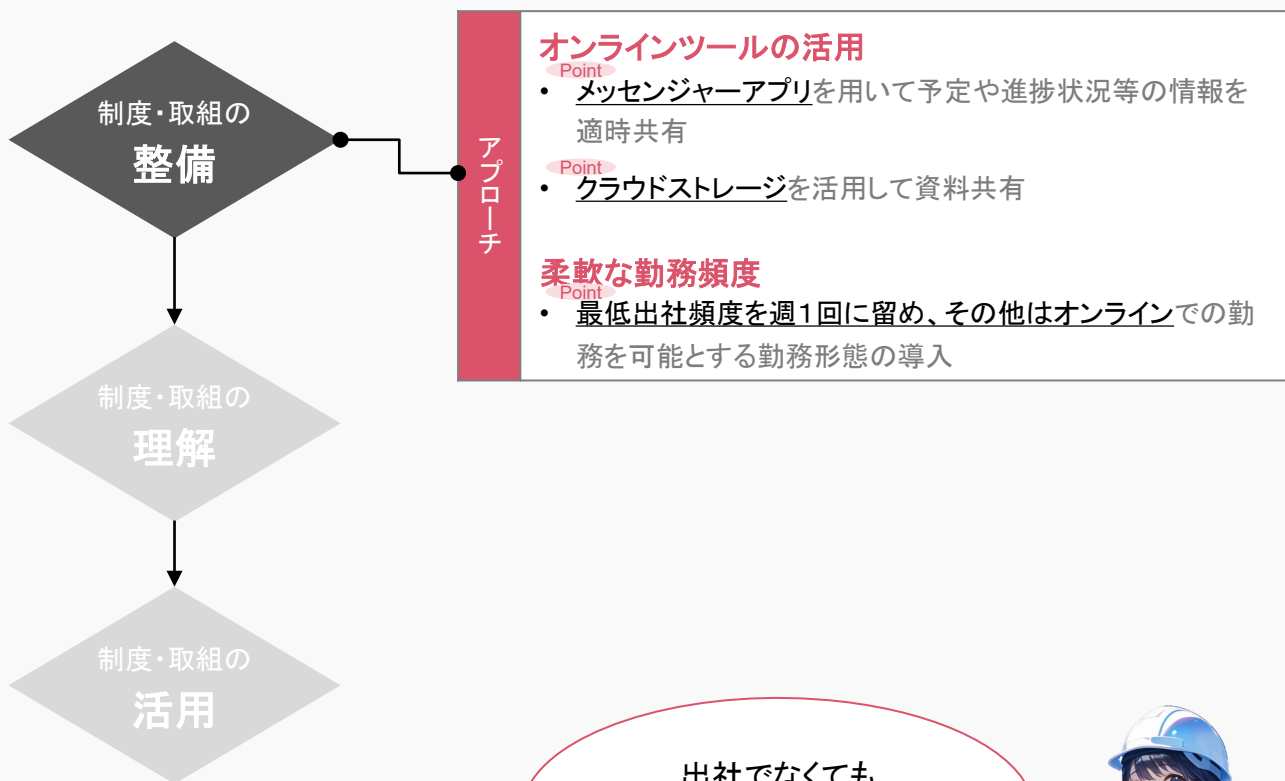 制度・取組の
整備
制度・取組の
理解
制度・取組の
活用
アプローチ
オンラインツールの活用
Point
• メッセンジャーアプリを用いて予定や進捗状況等の情報を
適時共有
Point
• クラウドストレージを活用して資料共有
柔軟な勤務頻度
Point
• 最低出社頻度を週1回に留め、その他はオンラインでの勤
務を可能とする勤務形態の導入
出社でなくても